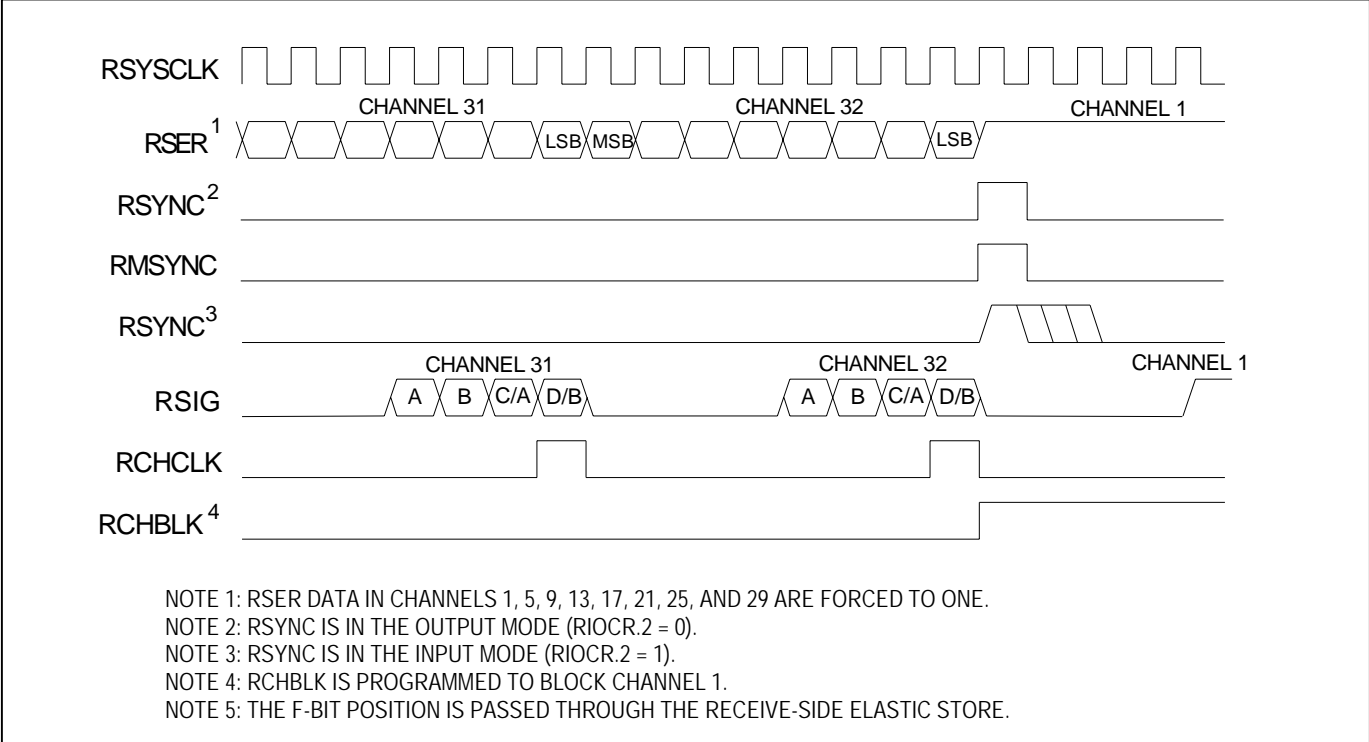 RSYSCLK
CHANNEL 31 CHANNEL 32 CHANNEL 1
RSER1 LSB MSB LSB
RSYNC2
RMSYNC
RSYNC3
CHANNEL 31 CHANNEL 32 CHANNEL 1
RSIG A B C/A D/B A B C/A D/B
RCHCLK
RCHBLK4
NOTE 1: RSER DATA IN CHANNELS 1, 5, 9, 13, 17, 21, 25, AND 29 ARE FORCED TO ONE.
NOTE 2: RSYNC IS IN THE OUTPUT MODE (RIOCR.2 = 0).
NOTE 3: RSYNC IS IN THE INPUT MODE (RIOCR.2 = 1).
NOTE 4: RCHBLK IS PROGRAMMED TO BLOCK CHANNEL 1.
NOTE 5: THE F-BIT POSITION IS PASSED THROUGH THE RECEIVE-SIDE ELASTIC STORE.